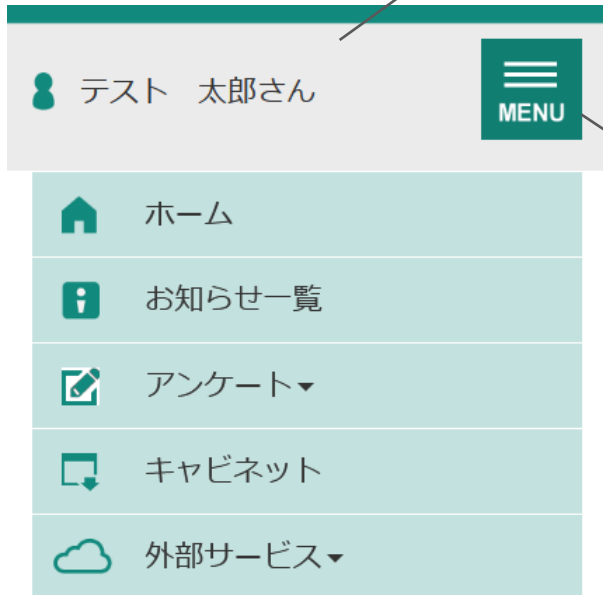 テスト　太郎さん
MENU
ホーム
お知らせ一覧
アンケート▾
キャビネット
外部サービス▾